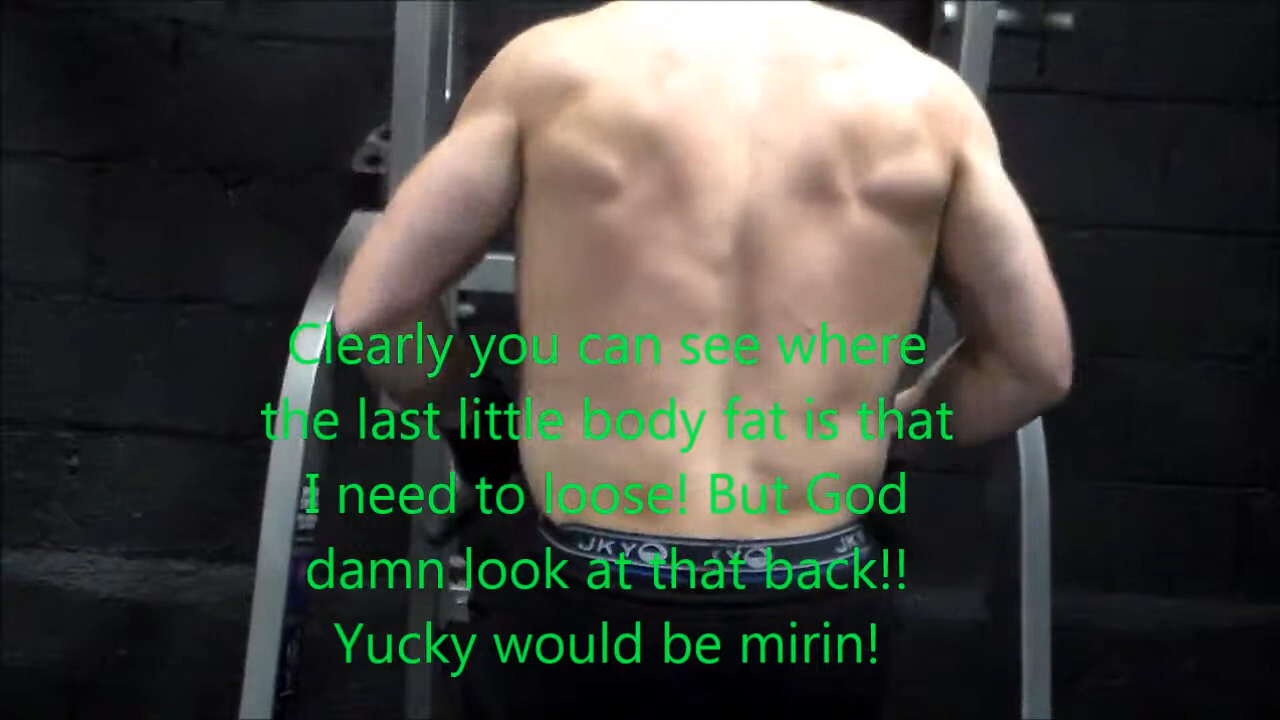 Clearly you can see where
the last little body fat is that
I need to loose! But God
damn look at that back!!
Yucky would be mirin!
JKY